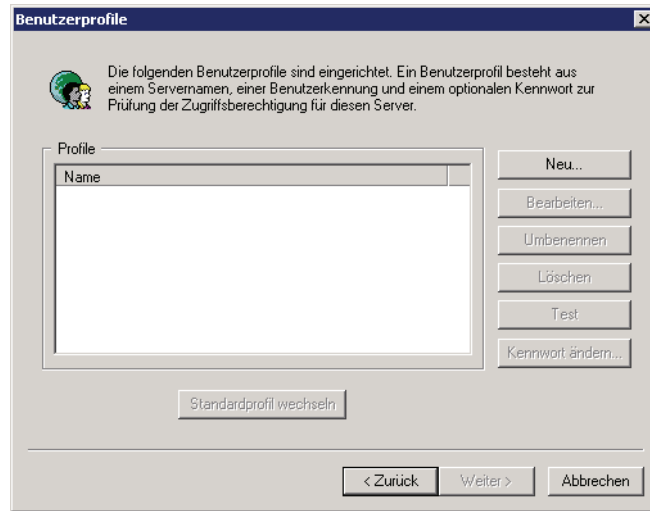 Benutzerprofile
Die folgenden Benutzerprofile sind eingerichtet. Ein Benutzerprofil besteht aus
einem Servernamen, einer Benutzerkennung und einem optionalen Kennwort zur
Prüfung der Zugriffsberechtigung für diesen Server.
Profile
Name
Neu...
Bearbeiten...
Umbenennen
Löschen
Test
Kennwort ändern...
Standardprofil wechseln
< Zurück
Weiter >
Abbrechen